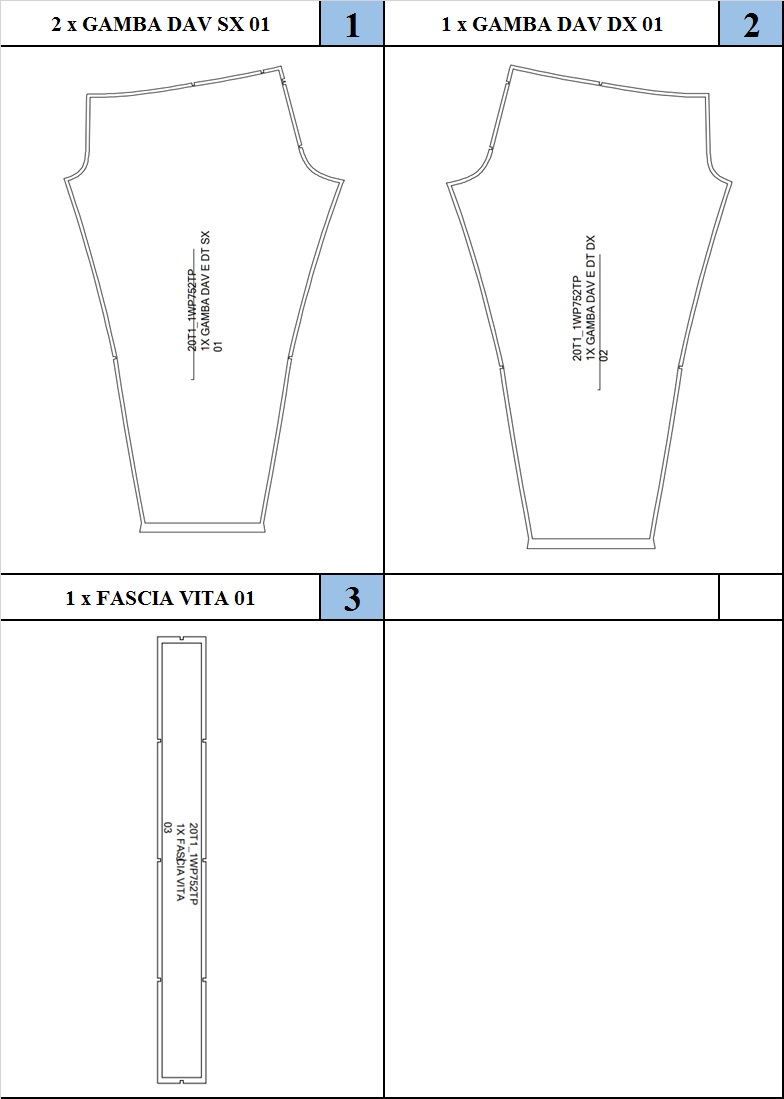 2 x GAMBA DAV SX 01
1
1 x GAMBA DAV DX 01
2
20T1_1WP752TP
1X GAMBA DAV E DT SX
01
20T1_1WP752TP
1X GAMBA DAV E DT DX
02
1 x FASCIA VITA 01
3
20T1_1WP752TP
1X FASCIA VITA
03